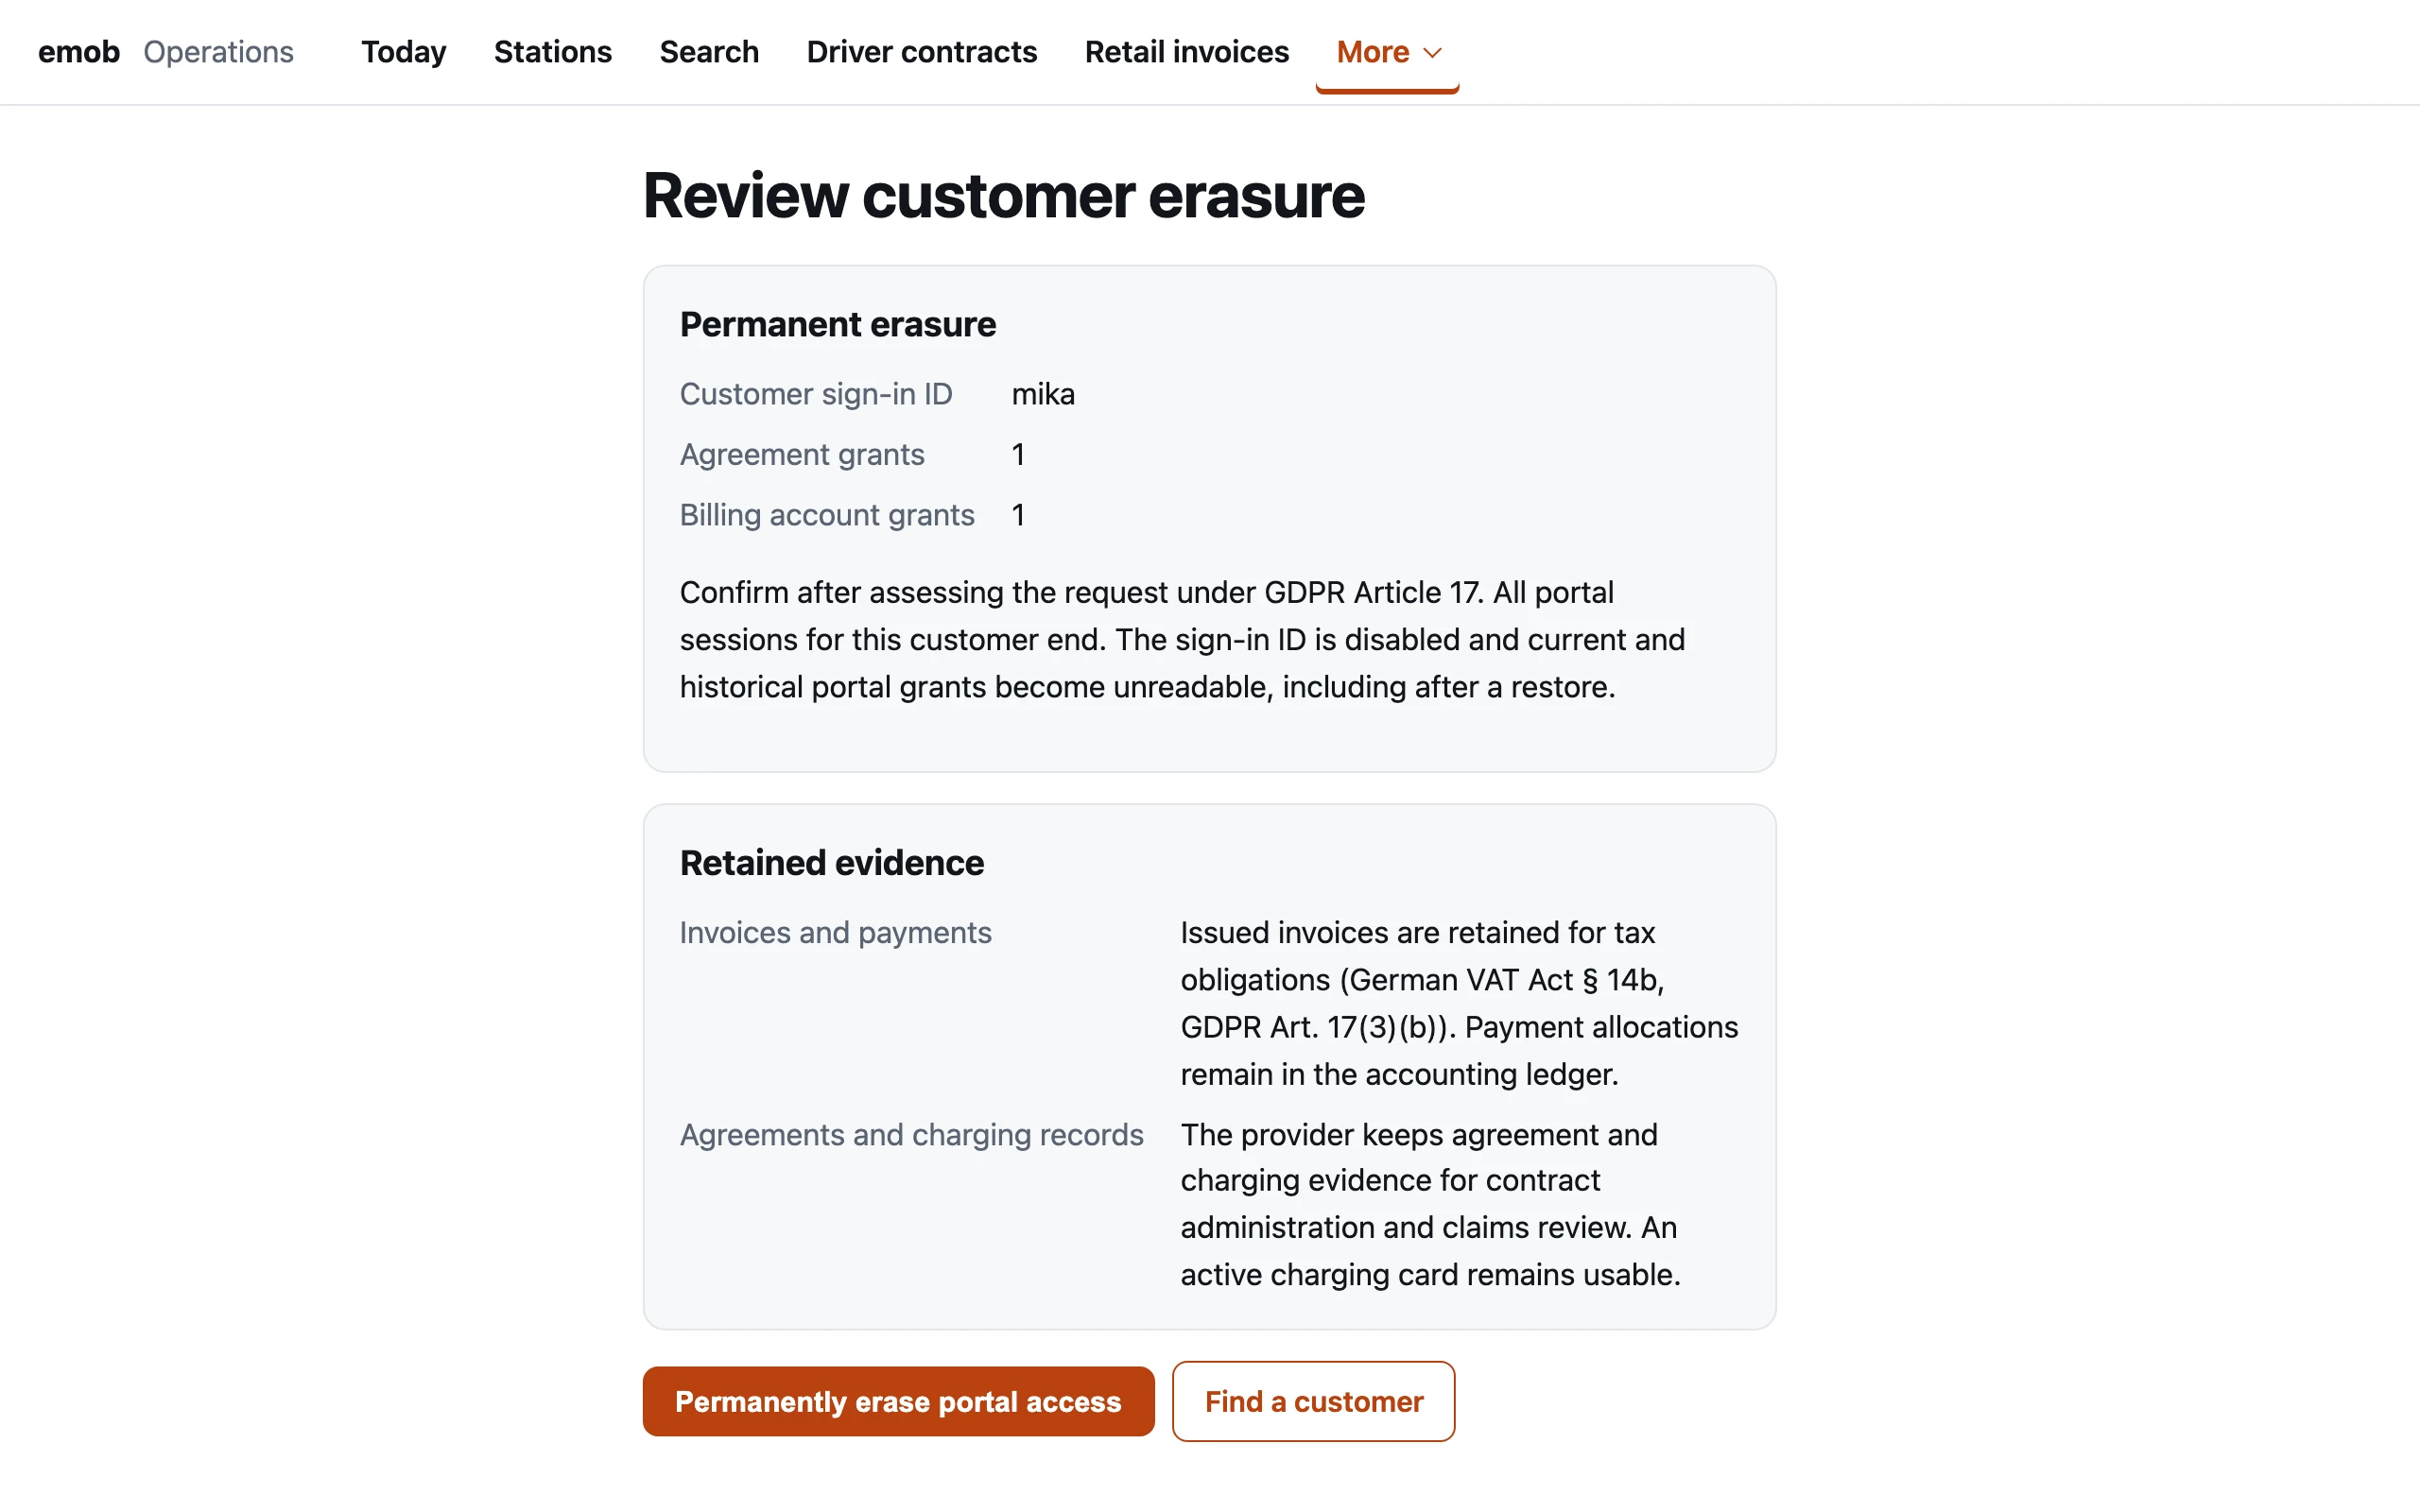 emob Operations Today Stations Search Driver contracts Retail invoices More
Review customer erasure
Permanent erasure
Customer sign-in ID mika
Agreement grants 1
Billing account grants 1
Confirm after assessing the request under GDPR Article 17. All portal
sessions for this customer end. The sign-in ID is disabled and current and
historical portal grants become unreadable, including after a restore.
Retained evidence
Invoices and payments Issued invoices are retained for tax
obligations (German VAT Act § 14b,
GDPR Art. 17(3)(b)). Payment allocations
remain in the accounting ledger.
Agreements and charging records The provider keeps agreement and
charging evidence for contract
administration and claims review. An
active charging card remains usable.
Permanently erase portal access Find a customer